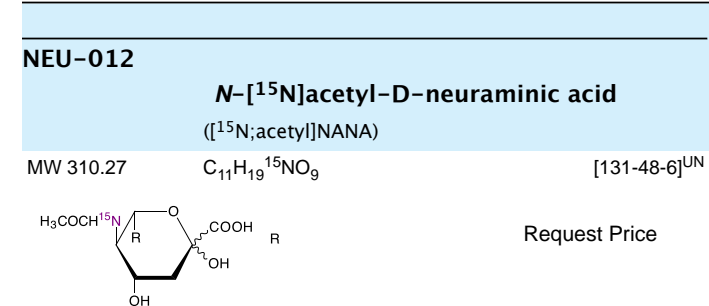 NEU-012
N-[¹⁵N]acetyl-D-neuraminic acid
([¹⁵N;acetyl]NANA)
MW 310.27 C₁₁H₁₉¹⁵NO₉ [131-48-6]ᵁᴺ
H₃COCH¹⁵N R O COOH OH OH R
Request Price